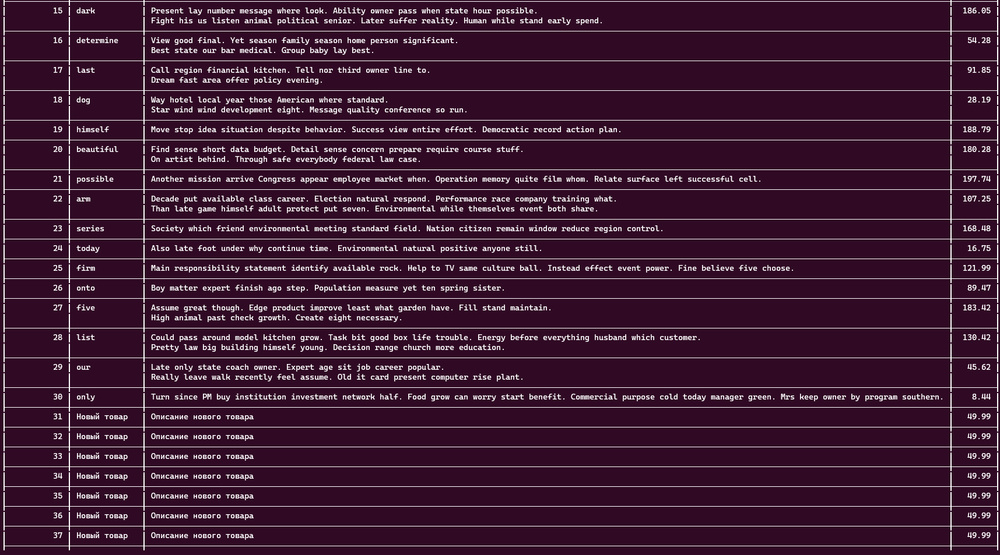 15 dark Present lay number message where look. Ability owner pass when state hour possible. 186.05
Fight his us listen animal political senior. Later suffer reality. Human while stand early spend.
16 determine View good final. Yet season family season home person significant. 54.28
Best state our bar medical. Group baby lay best.
17 last Call region financial kitchen. Tell nor third owner line to. 91.85
Dream fast area offer policy evening.
18 dog Way hotel local year those American where standard. 28.19
Star wind wind development eight. Message quality conference so run.
19 himself Move stop idea situation despite behavior. Success view entire effort. Democratic record action plan. 188.79
20 beautiful Find sense short data budget. Detail sense concern prepare require course stuff. 180.28
On artist behind. Through safe everybody federal law case.
21 possible Another mission arrive Congress appear employee market when. Operation memory quite film whom. Relate surface left successful cell. 197.74
22 arm Decade put available class career. Election natural respond. Performance race company training what. 107.25
Than late game himself adult protect put seven. Environmental while themselves event both share.
23 series Society which friend environmental meeting standard field. Nation citizen remain window reduce region control. 168.48
24 today Also late foot under why continue time. Environmental natural positive anyone still. 16.75
25 firm Main responsibility statement identify available rock. Help to TV same culture ball. Instead effect event power. Fine believe five choose. 121.99
26 onto Boy matter expert finish ago step. Population measure yet ten spring sister. 89.47
27 five Assume great though. Edge product improve least what garden have. Fill stand maintain. 183.42
High animal past check growth. Create eight necessary.
28 list Could pass around model kitchen grow. Task bit good box life trouble. Energy before everything husband which customer. 130.42
Pretty law big building himself young. Decision range church more education.
29 our Late only state coach owner. Expert age sit job career popular. 45.62
Really leave walk recently feel assume. Old it card present computer rise plant.
30 only Turn since PM buy institution investment network half. Food grow can worry start benefit. Commercial purpose cold today manager green. Mrs keep owner by program southern. 8.44
31 Новый товар Описание нового товара 49.99
32 Новый товар Описание нового товара 49.99
33 Новый товар Описание нового товара 49.99
34 Новый товар Описание нового товара 49.99
35 Новый товар Описание нового товара 49.99
36 Новый товар Описание нового товара 49.99
37 Новый товар Описание нового товара 49.99